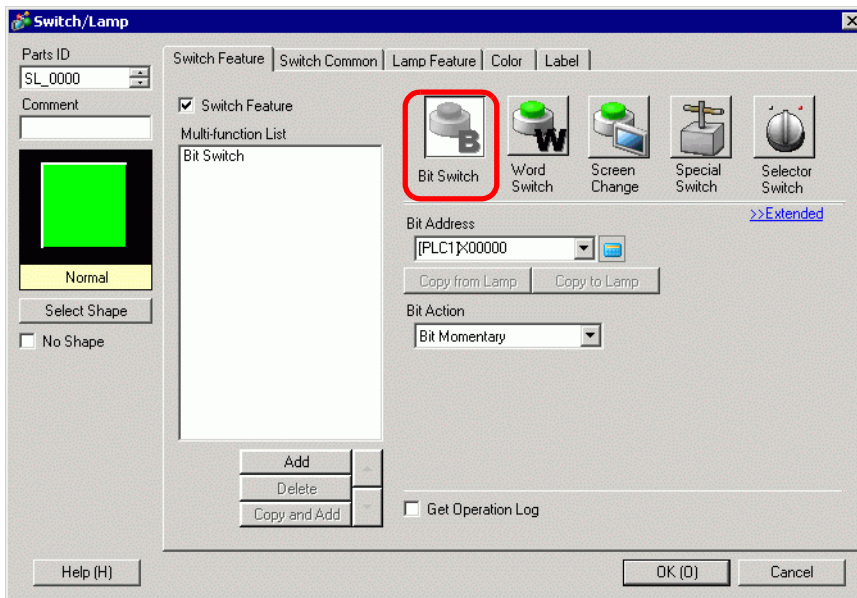 Switch/Lamp
Parts ID
SL_0000
Comment
Normal
Select Shape
No Shape
Switch Feature
Switch Common
Lamp Feature
Color
Label
Switch Feature
Multi-function List
Bit Switch
Add
Delete
Copy and Add
B
Bit Switch
W
Word
Switch
Screen
Change
Special
Switch
Selector
Switch
>>Extended
Bit Address
[PLC1]X00000
Copy from Lamp
Copy to Lamp
Bit Action
Bit Momentary
Get Operation Log
Help (H)
OK (O)
Cancel